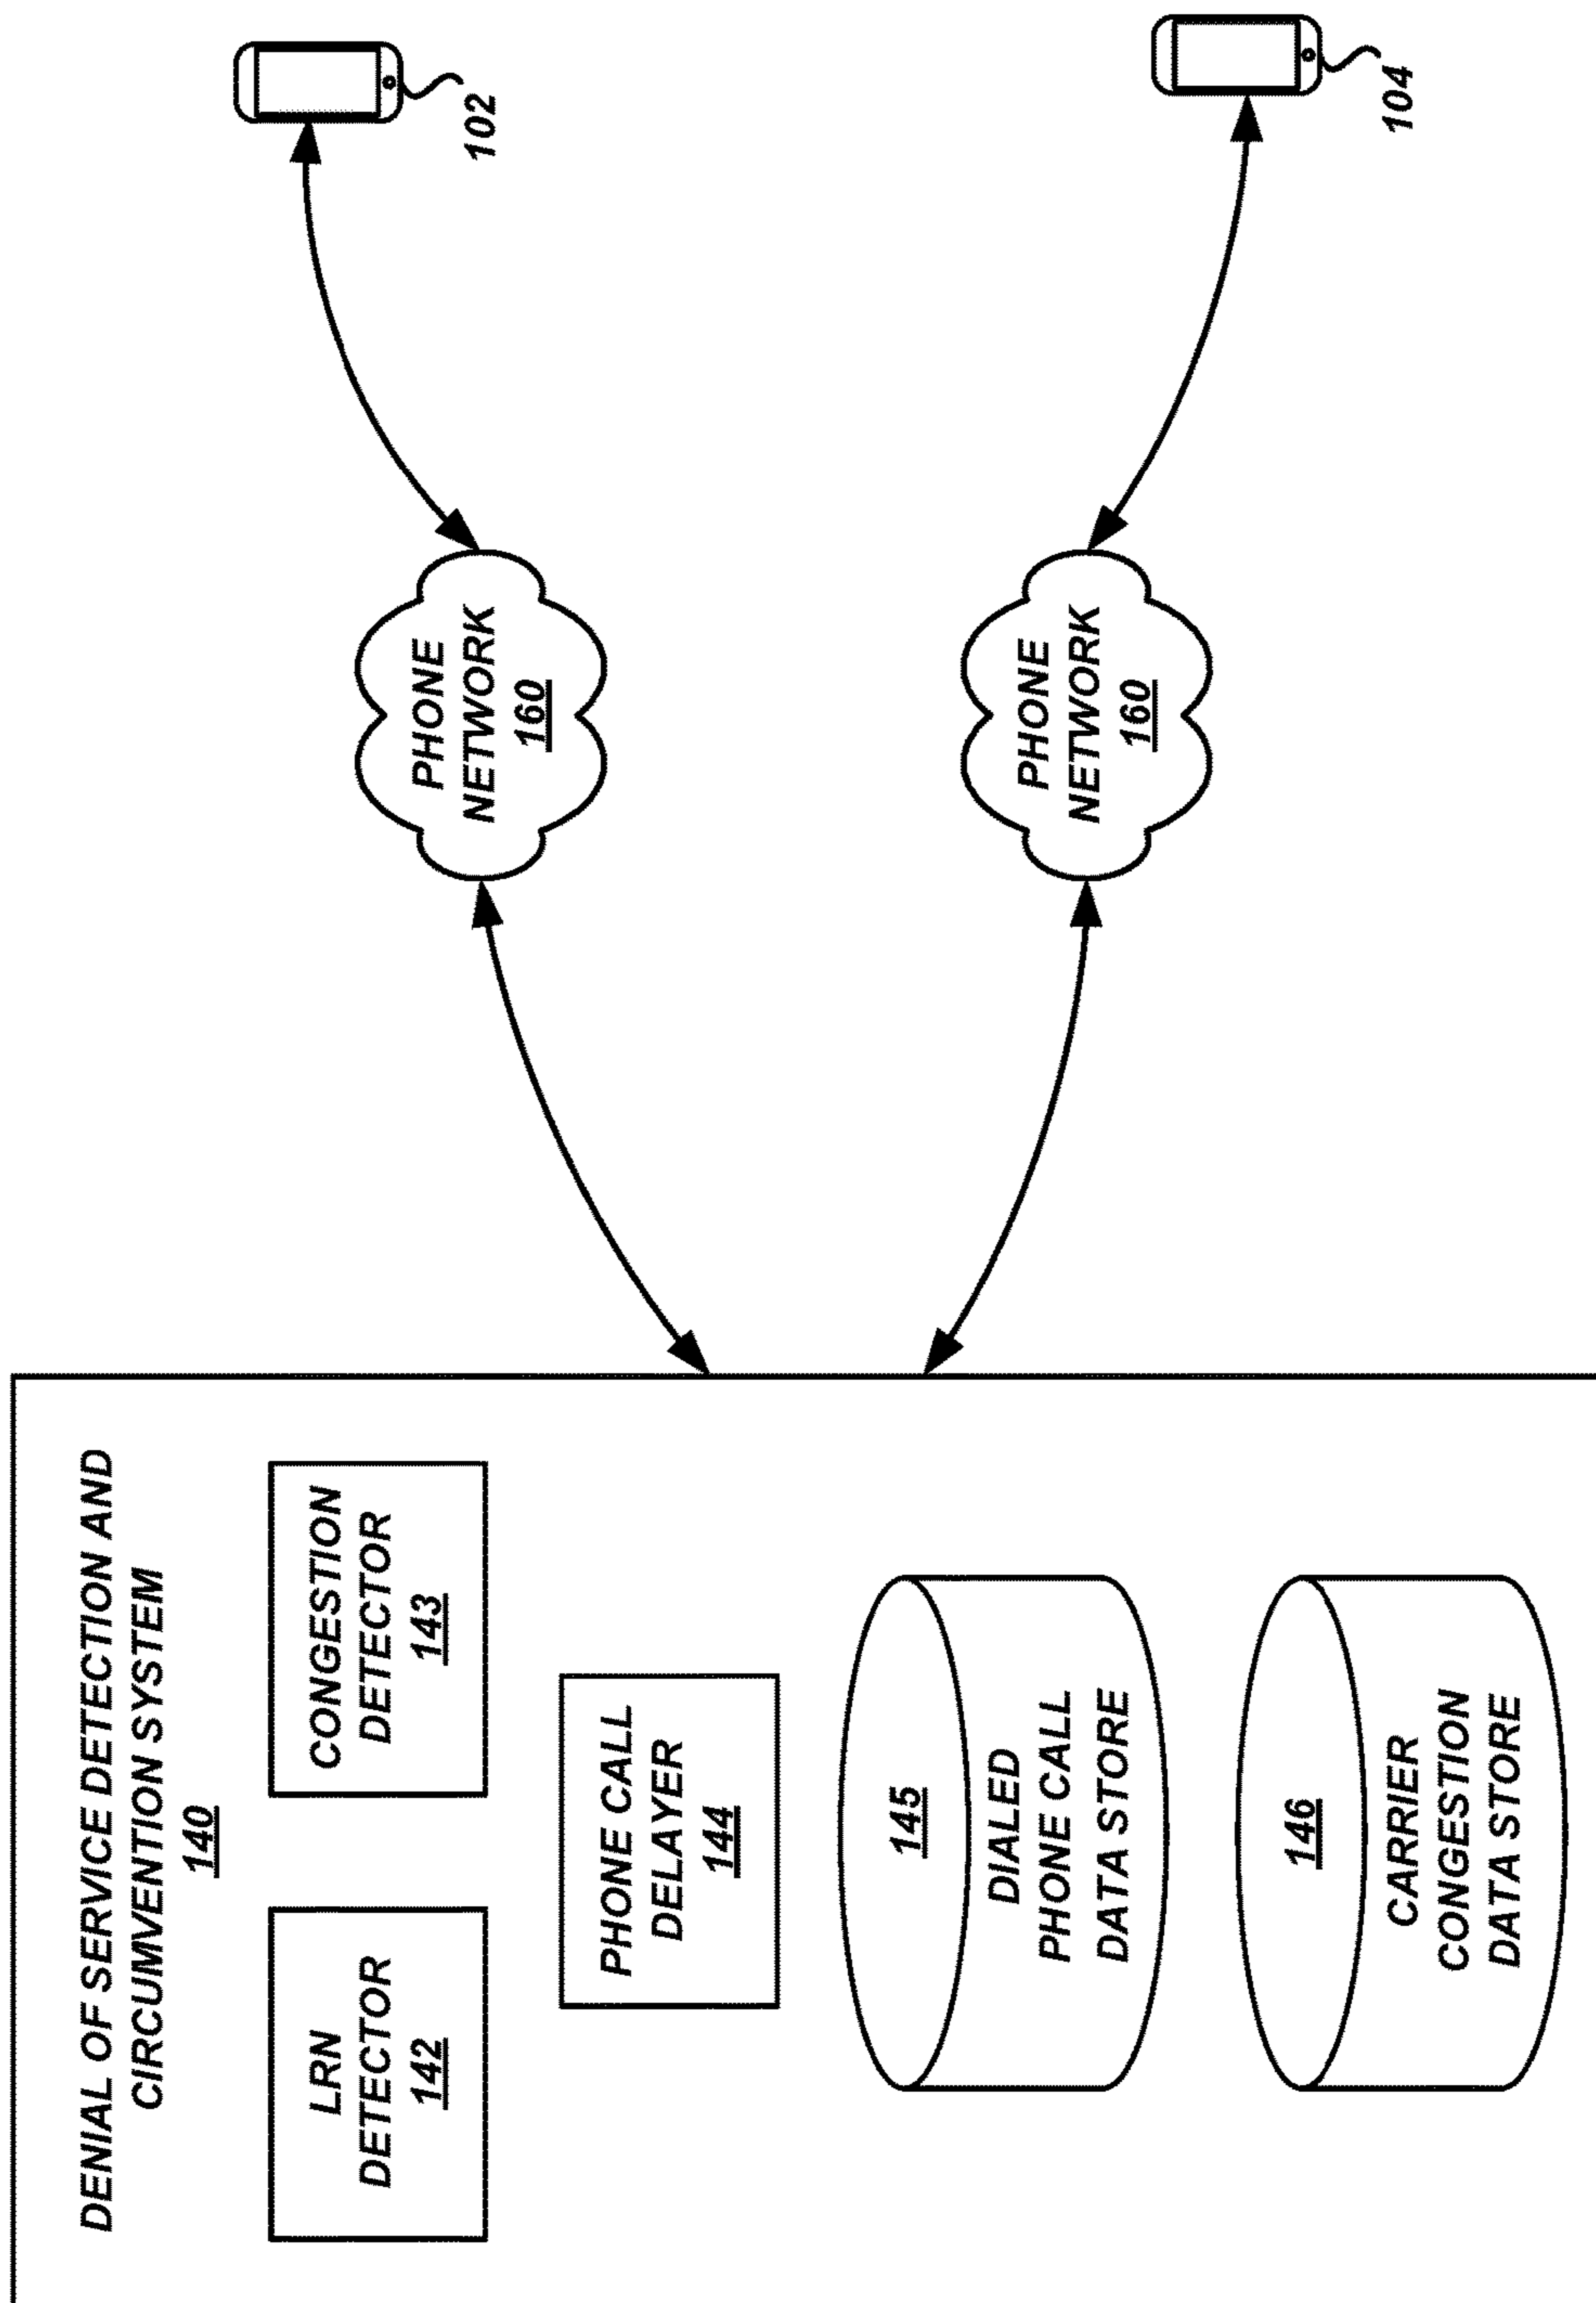 DENIAL OF SERVICE DETECTION AND
CIRCUMVENTION SYSTEM
140
LRN
DETECTOR
142
CONGESTION
DETECTOR
143
PHONE CALL
DELAYER
144
145
DIALED
PHONE CALL
DATA STORE
146
CARRIER
CONGESTION
DATA STORE
PHONE
NETWORK
160
PHONE
NETWORK
160
102
104